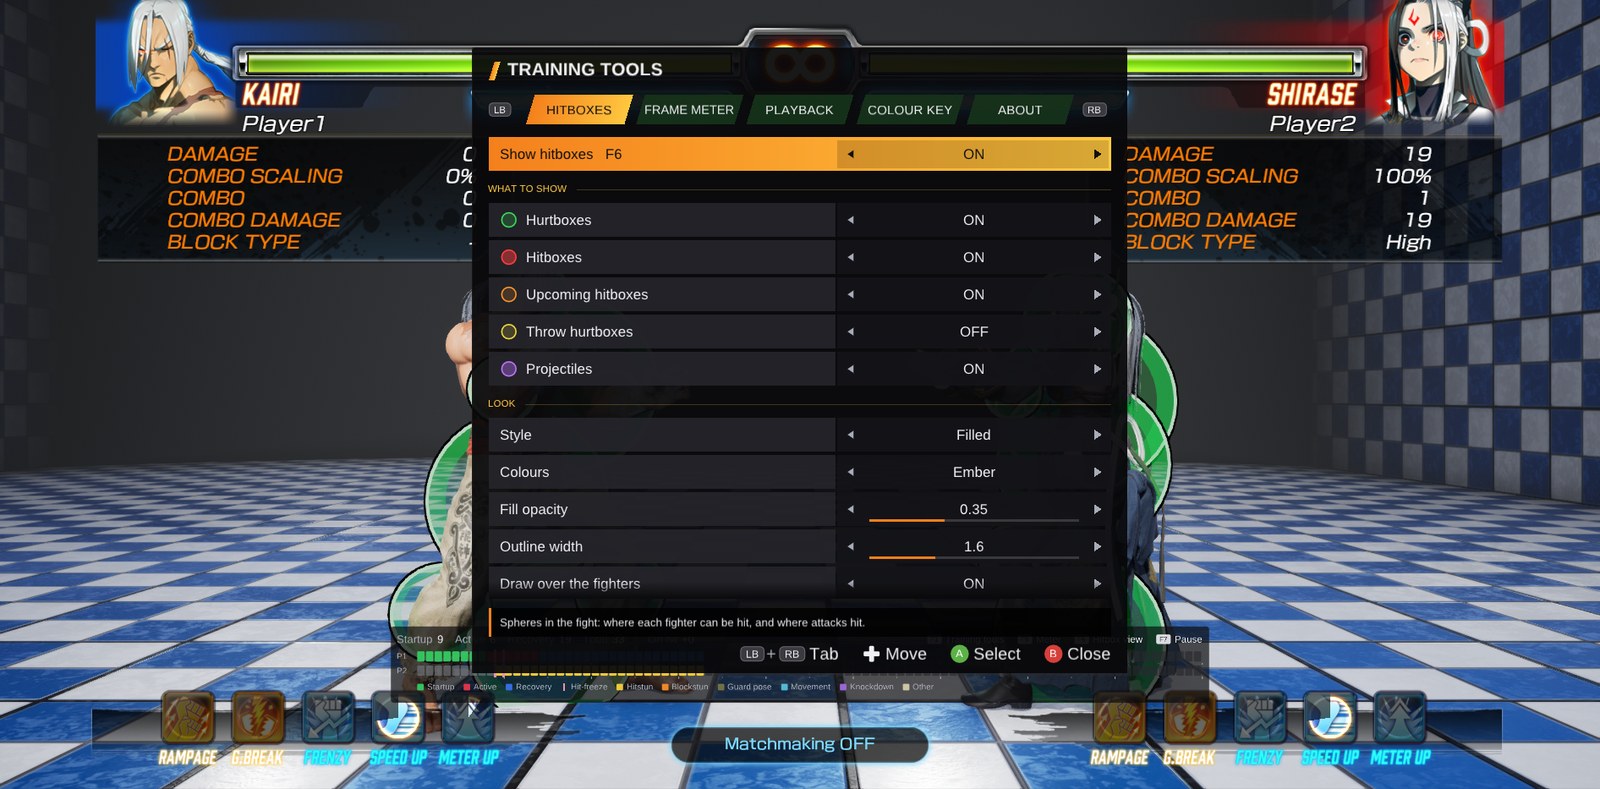 TRAINING TOOLS
KAIRI
Player1
SHIRASE
Player2
LB HITBOXES FRAME METER PLAYBACK COLOUR KEY ABOUT RB
DAMAGE
COMBO SCALING 0%
COMBO
COMBO DAMAGE
BLOCK TYPE
DAMAGE 19
COMBO SCALING 100%
COMBO 1
COMBO DAMAGE 19
BLOCK TYPE High
Show hitboxes F6 ON
WHAT TO SHOW
Hurtboxes ON
Hitboxes ON
Upcoming hitboxes ON
Throw hurtboxes OFF
Projectiles ON
LOOK
Style Filled
Colours Ember
Fill opacity 0.35
Outline width 1.6
Draw over the fighters ON
Spheres in the fight: where each fighter can be hit, and where attacks hit.
LB + RB Tab Move A Select B Close
Startup 9 Act
F7 Pause
P1
P2
Startup Active Recovery Hit-freeze Hitstun Blockstun Guard pose Movement Knockdown Other
RAMPAGE G.BREAK FRENZY SPEED UP METER UP
Matchmaking OFF
RAMPAGE G.BREAK FRENZY SPEED UP METER UP